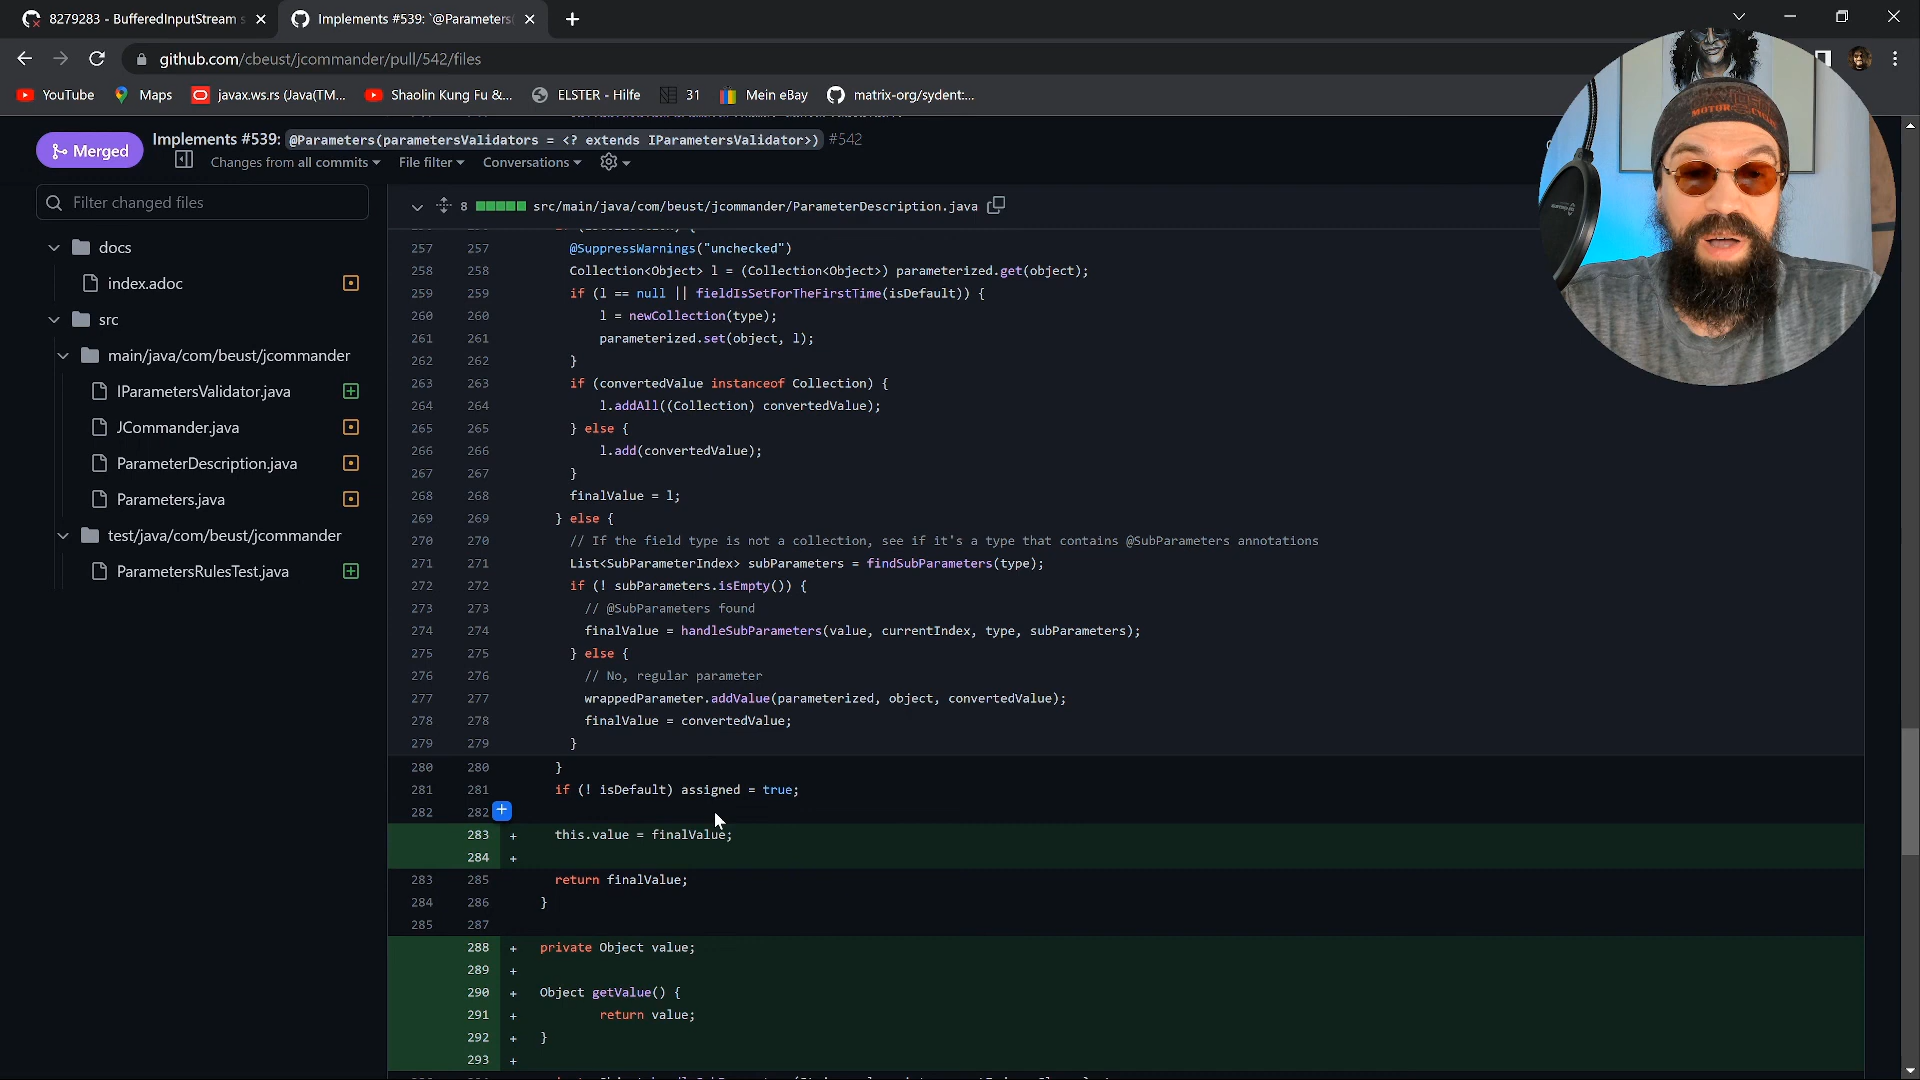 8279283 - BufferedInputStream s
Implements #539: `@Parameters(
github.com/cbeust/jcommander/pull/542/files
YouTube
Maps
javax.ws.rs (Java(TM...
Shaolin Kung Fu &...
ELSTER - Hilfe
31
Mein eBay
matrix-org/sydent:...
Merged
Implements #539: @Parameters(parametersValidators = <? extends IParametersValidator>) #542
Changes from all commits
File filter
Conversations
Filter changed files
8 src/main/java/com/beust/jcommander/ParameterDescription.java
docs
index.adoc
src
main/java/com/beust/jcommander
IParametersValidator.java
JCommander.java
ParameterDescription.java
Parameters.java
test/java/com/beust/jcommander
ParametersRulesTest.java
257 257 @SuppressWarnings("unchecked")
258 258 Collection<Object> l = (Collection<Object>) parameterized.get(object);
259 259 if (l == null || fieldIsSetForTheFirstTime(isDefault)) {
260 260 l = newCollection(type);
261 261 parameterized.set(object, l);
262 262 }
263 263 if (convertedValue instanceof Collection) {
264 264 l.addAll((Collection) convertedValue);
265 265 } else {
266 266 l.add(convertedValue);
267 267 }
268 268 finalValue = l;
269 269 } else {
270 270 // If the field type is not a collection, see if it's a type that contains @SubParameters annotations
271 271 List<SubParameterIndex> subParameters = findSubParameters(type);
272 272 if (! subParameters.isEmpty()) {
273 273 // @SubParameters found
274 274 finalValue = handleSubParameters(value, currentIndex, type, subParameters);
275 275 } else {
276 276 // No, regular parameter
277 277 wrappedParameter.addValue(parameterized, object, convertedValue);
278 278 finalValue = convertedValue;
279 279 }
280 280 }
281 281 if (! isDefault) assigned = true;
282 282
283 + this.value = finalValue;
284 +
283 285 return finalValue;
284 286 }
285 287
288 + private Object value;
289 +
290 + Object getValue() {
291 + return value;
292 + }
293 +